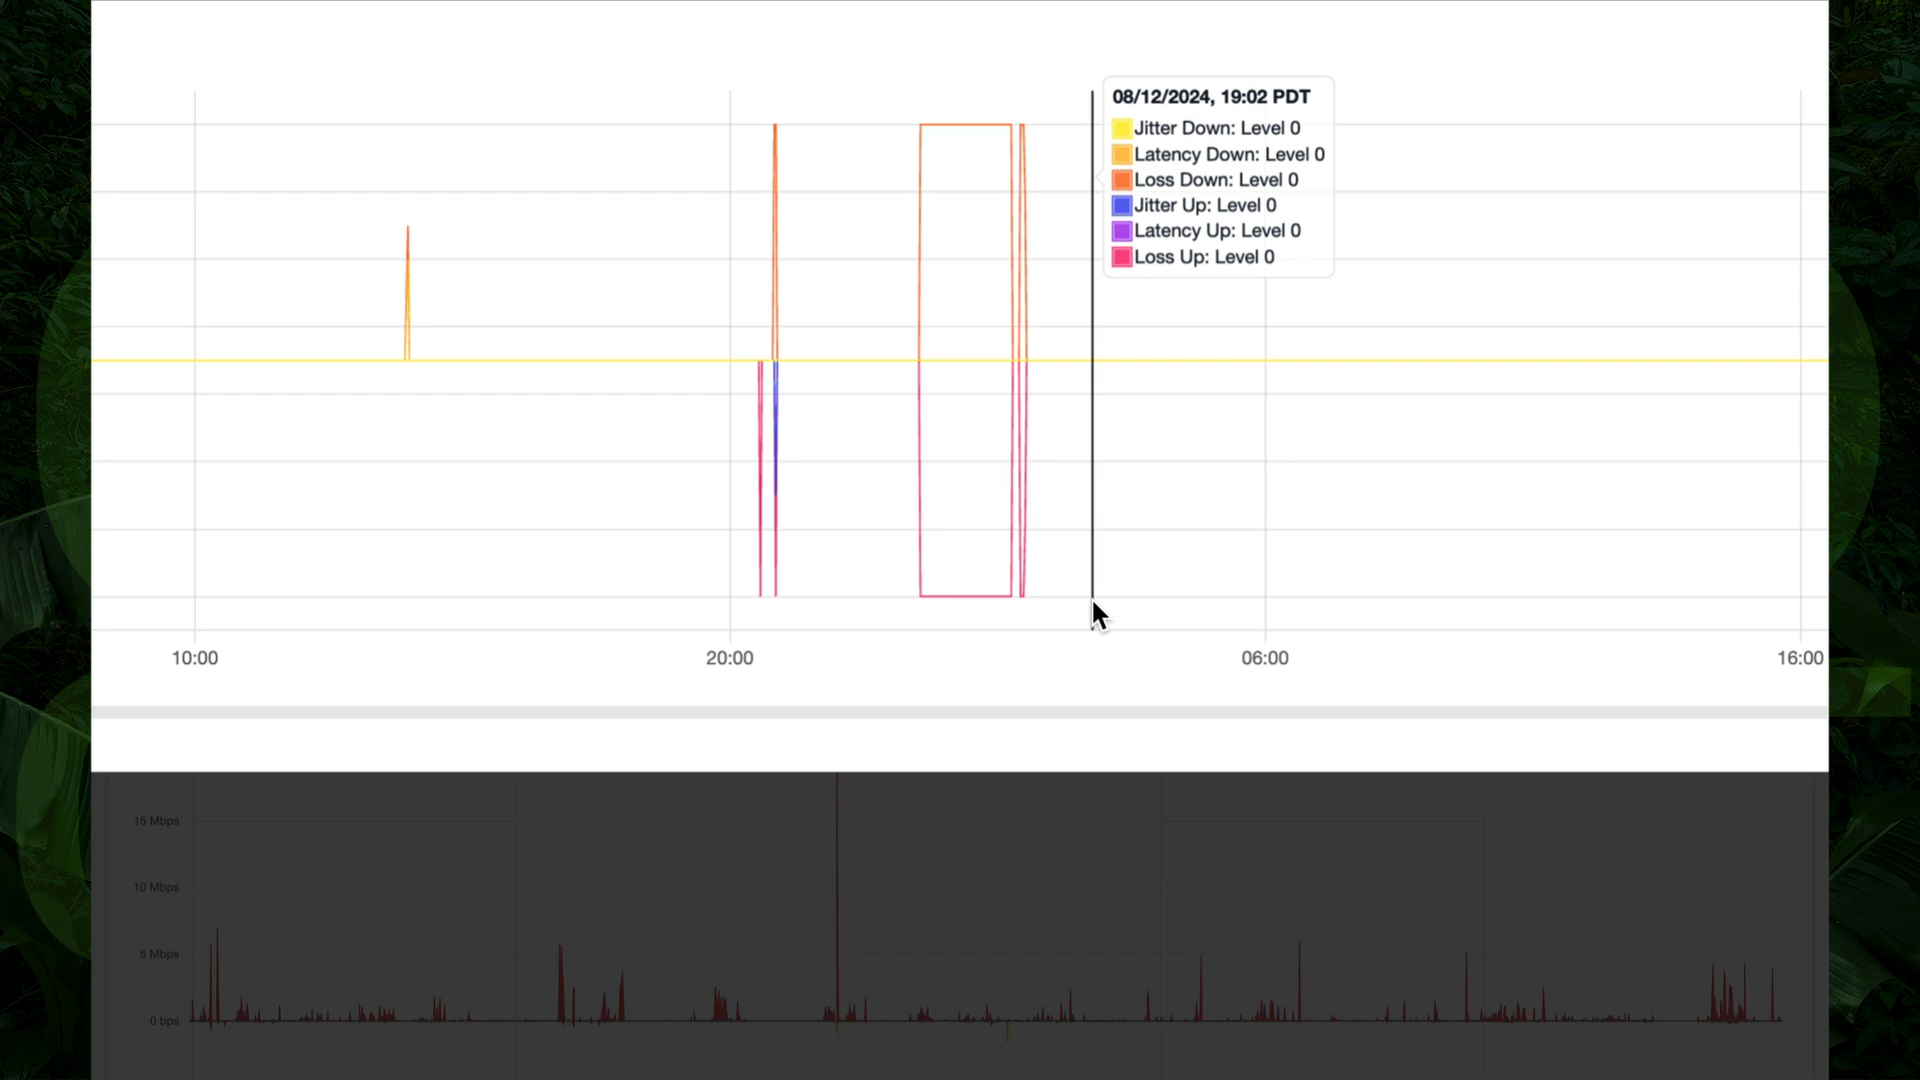 08/12/2024, 19:02 PDT
Jitter Down: Level 0
Latency Down: Level 0
Loss Down: Level 0
Jitter Up: Level 0
Latency Up: Level 0
Loss Up: Level 0
10:00
20:00
06:00
16:00
15 Mbps
10 Mbps
5 Mbps
0 bps